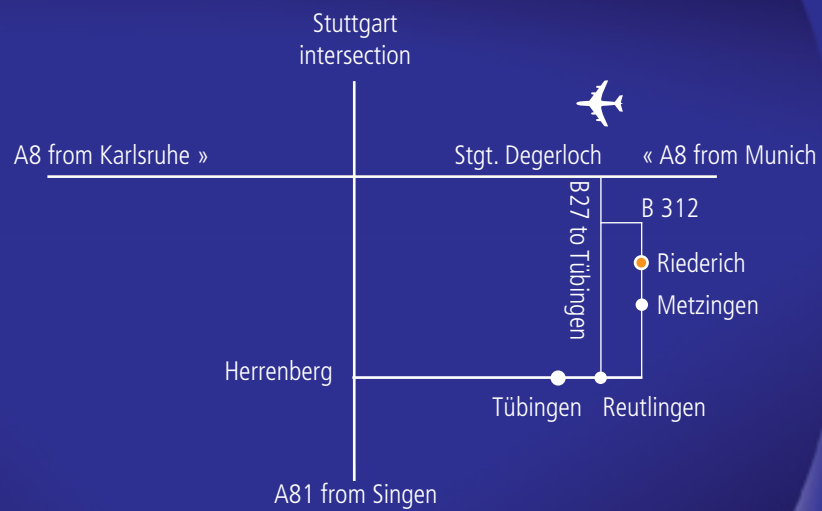 Stuttgart
intersection
A8 from Karlsruhe »
Stgt. Degerloch
« A8 from Munich
B27 to Tübingen
B 312
Riederich
Metzingen
Herrenberg
Tübingen
Reutlingen
A81 from Singen